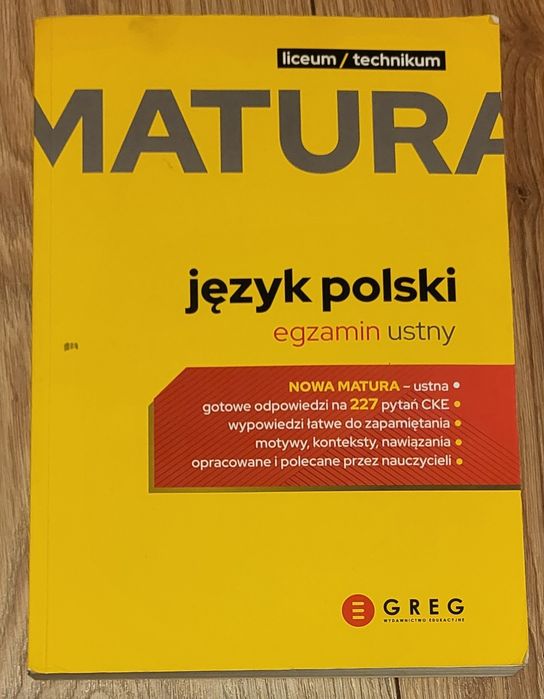 liceum / technikum
MATURA
język polski
egzamin ustny
NOWA MATURA – ustna •
gotowe odpowiedzi na 227 pytań CKE •
wypowiedzi łatwe do zapamiętania •
motywy, konteksty, nawiązania •
opracowane i polecane przez nauczycieli •
GREG
WYDAWNICTWO EDUKACYJNE